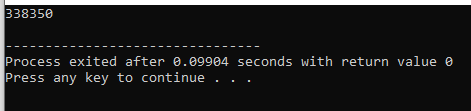 338350
--------------------------------
Process exited after 0.09904 seconds with return value 0
Press any key to continue . . .